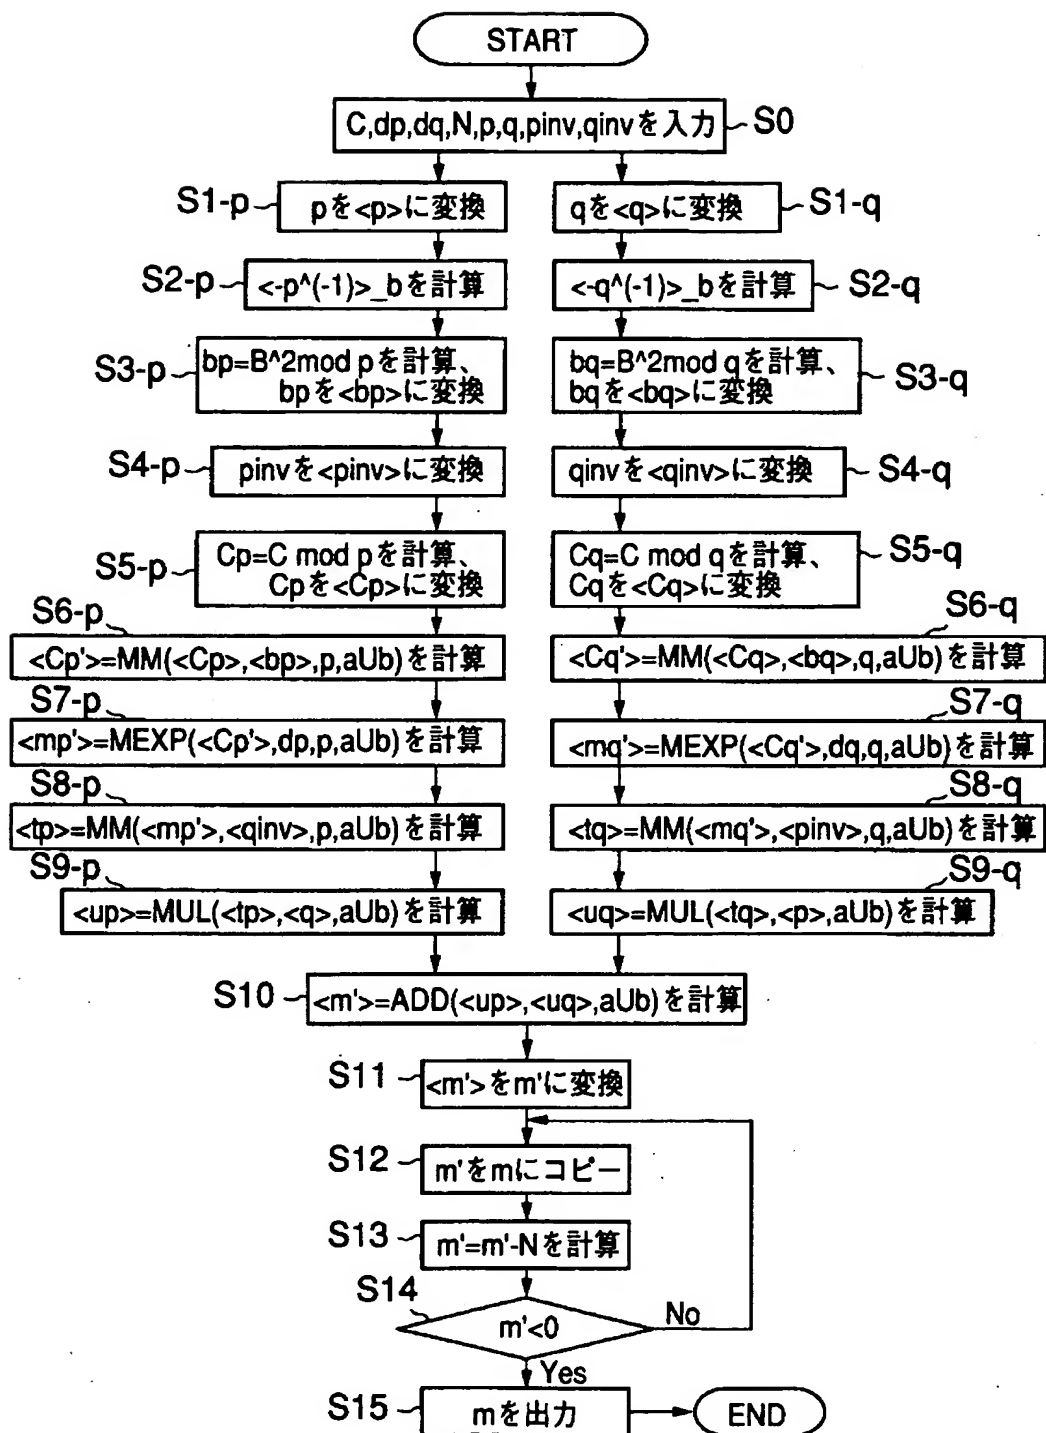 START
C,dp,dq,N,p,q,pinv,qinvを入力
S0
S1-p
pを<p>に変換
qを<q>に変換
S1-q
S2-p
<-p^(-1)>_bを計算
<-q^(-1)>_bを計算
S2-q
S3-p
bp=B^2mod pを計算、
bpを<bp>に変換
bq=B^2mod qを計算、
bqを<bq>に変換
S3-q
S4-p
pinvを<pinv>に変換
qinvを<qinv>に変換
S4-q
S5-p
Cp=C mod pを計算、
Cpを<Cp>に変換
Cq=C mod qを計算、
Cqを<Cq>に変換
S5-q
S6-p
<Cp'>=MM(<Cp>,<bp>,p,aUb)を計算
S6-q
<Cq'>=MM(<Cq>,<bq>,q,aUb)を計算
S7-p
<mp'>=MEXP(<Cp'>,dp,p,aUb)を計算
S7-q
<mq'>=MEXP(<Cq'>,dq,q,aUb)を計算
S8-p
<tp>=MM(<mp'>,<qinv>,p,aUb)を計算
S8-q
<tq>=MM(<mq'>,<pinv>,q,aUb)を計算
S9-p
<up>=MUL(<tp>,<q>,aUb)を計算
S9-q
<uq>=MUL(<tq>,<p>,aUb)を計算
S10
<m'>=ADD(<up>,<uq>,aUb)を計算
S11
<m'>をm'に変換
S12
m'をmにコピー
S13
m'=m'-Nを計算
S14
m'<0
No
Yes
S15
mを出力
END